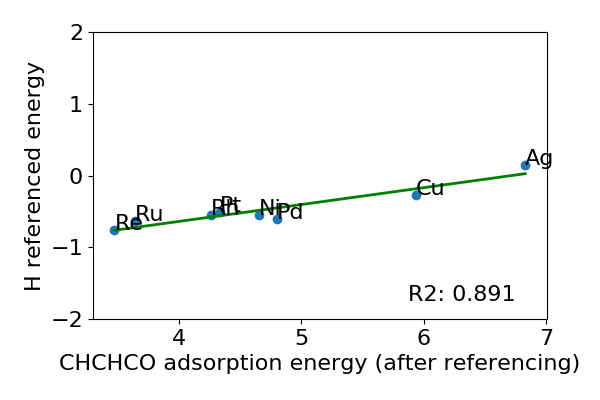 2
1
0
−1
−2
H referenced energy
Re
Ru
Rh
Pt
Ni
Pd
Cu
Ag
R2: 0.891
4
5
6
7
CHCHCO adsorption energy (after referencing)